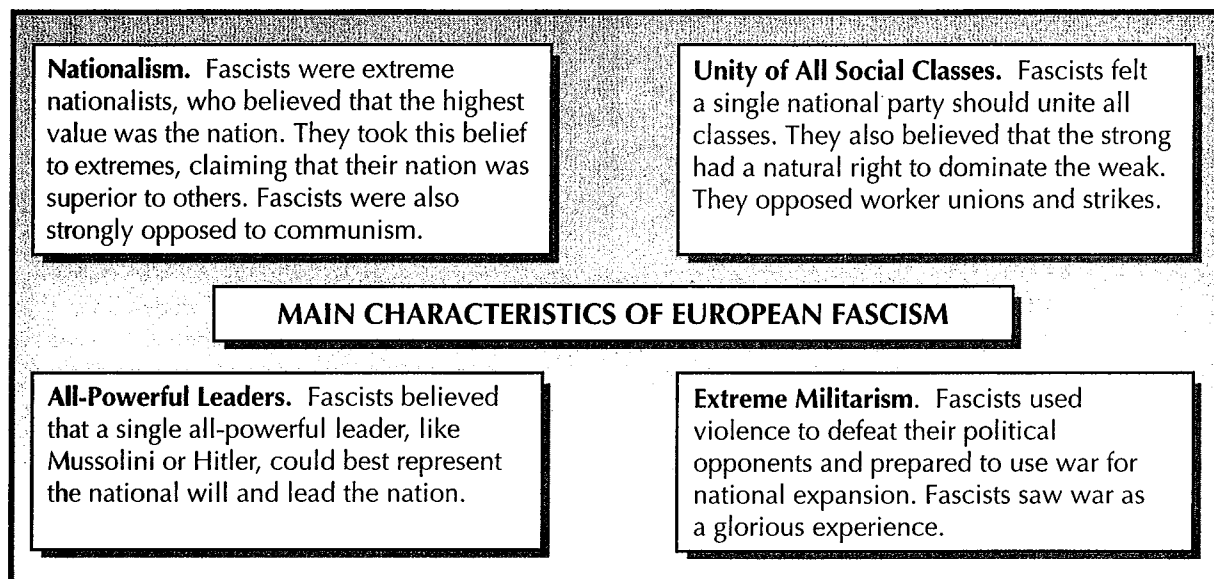 Nationalism. Fascists were extreme
nationalists, who believed that the highest
value was the nation. They took this belief
to extremes, claiming that their nation was
superior to others. Fascists were also
strongly opposed to communism.
Unity of All Social Classes. Fascists felt
a single national party should unite all
classes. They also believed that the strong
had a natural right to dominate the weak.
They opposed worker unions and strikes.
MAIN CHARACTERISTICS OF EUROPEAN FASCISM
All-Powerful Leaders. Fascists believed
that a single all-powerful leader, like
Mussolini or Hitler, could best represent
the national will and lead the nation.
Extreme Militarism. Fascists used
violence to defeat their political
opponents and prepared to use war for
national expansion. Fascists saw war as
a glorious experience.